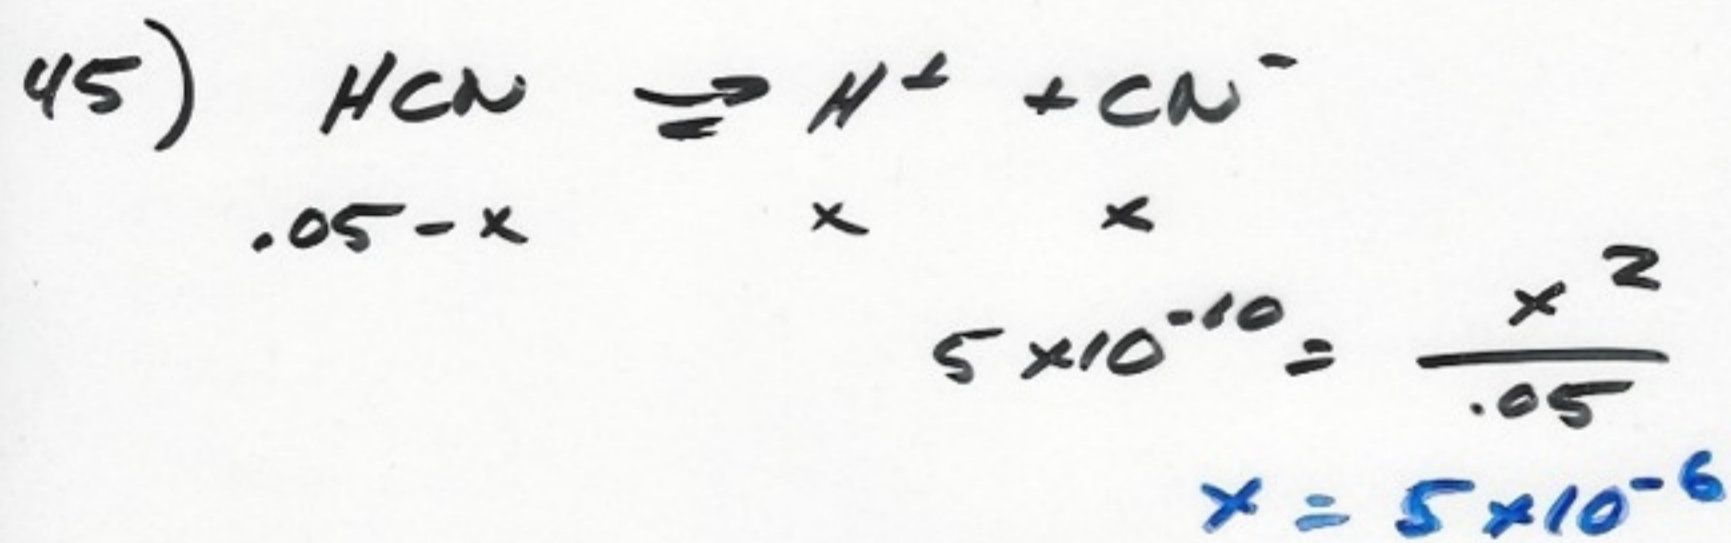 45) HCN ⇌ H⁺ + CN⁻
.05 - x x x
5 x 10⁻¹⁰ = x² / .05
x = 5 x 10⁻⁶